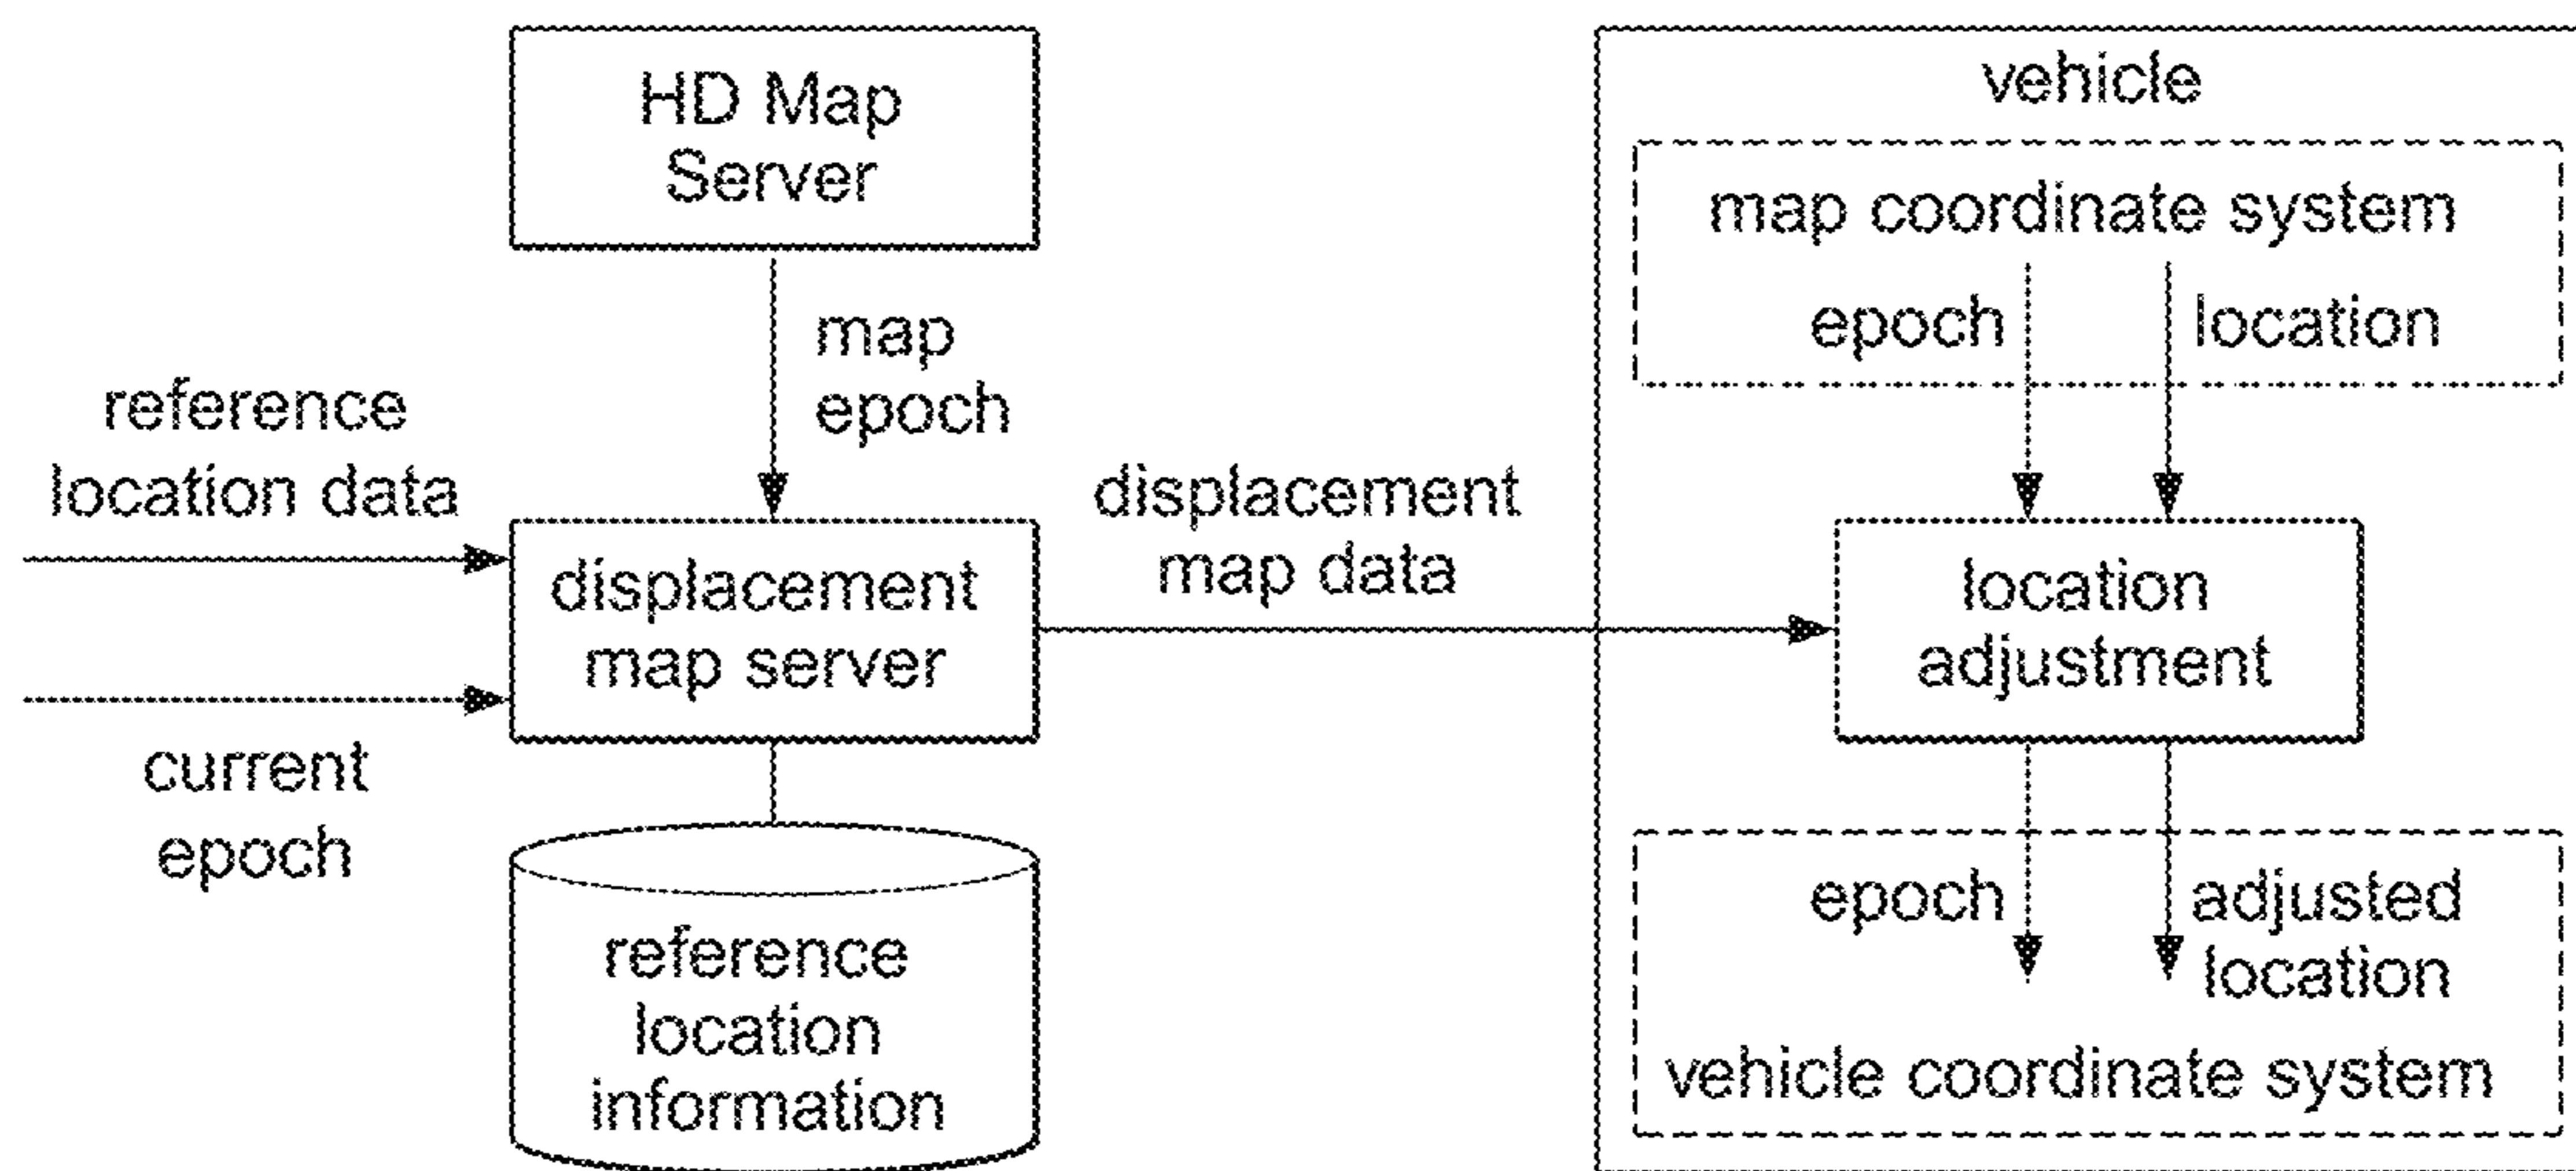 HD Map
Server
map
epoch
reference
location data
current
epoch
displacement
map server
reference
location
information
displacement
map data
vehicle
map coordinate system
epoch
location
location
adjustment
epoch
adjusted
location
vehicle coordinate system